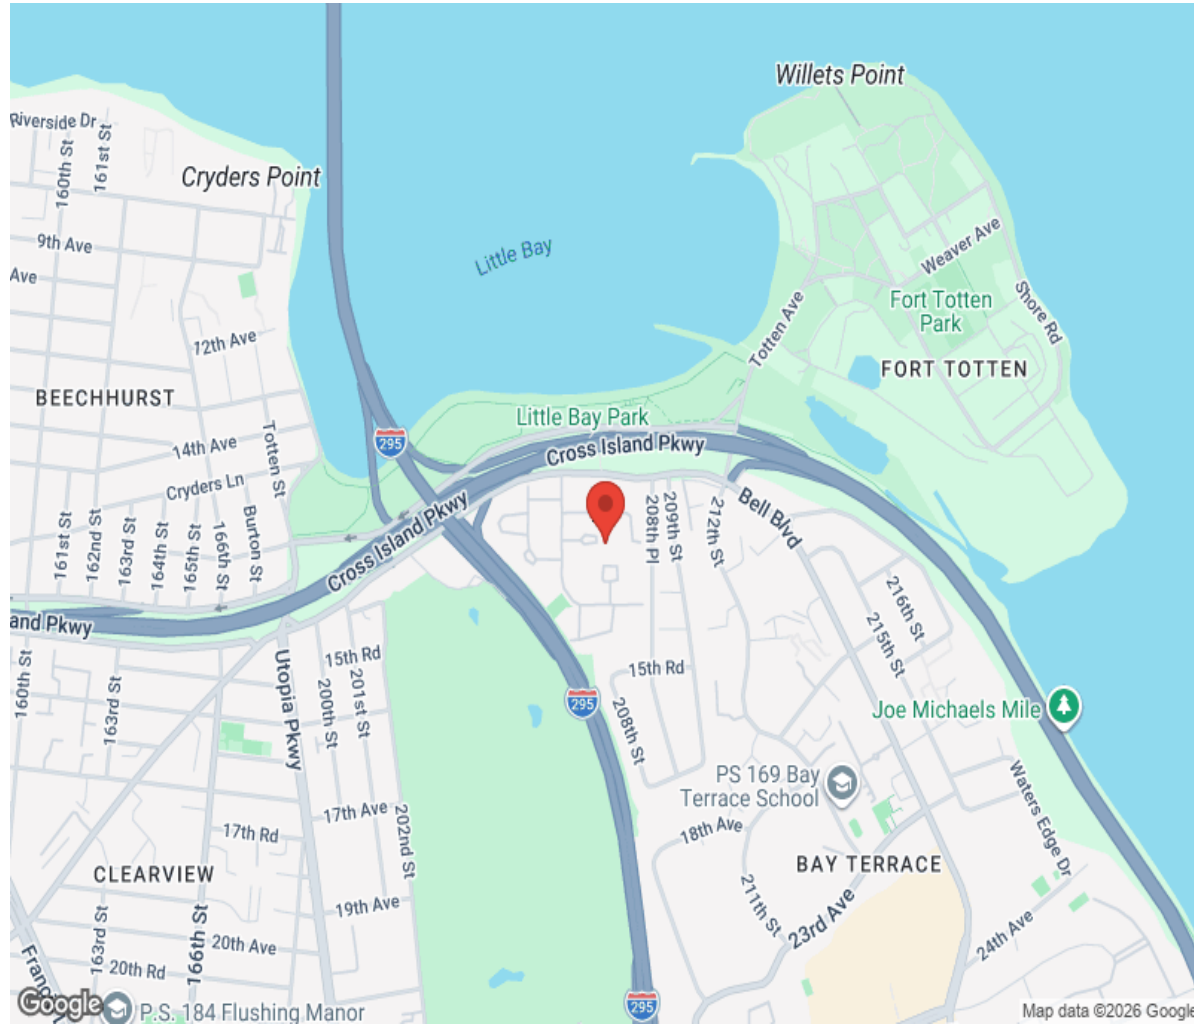 Willets Point
Riverside Dr
160th St
161st St
Cryders Point
9th Ave
Ave
Little Bay
Weaver Ave
Shore Rd
Fort Totten
Park
Totten Ave
FORT TOTTEN
72th Ave
BEECHHURST
Little Bay Park
14th Ave
Totten St
295
Cross Island Pkwy
Cryders Ln
Burton St
161st St
162nd St
163rd St
164th St
165th St
166th St
Cross Island Pkwy
208th Pl
209th St
212th St
Bell Blvd
216th St
215th St
and Pkwy
160th St
163rd St
Utopia Pkwy
15th Rd
200th St
201st St
295
15th Rd
208th St
Joe Michaels Mile
PS 169 Bay
Terrace School
17th Ave
17th Rd
202nd St
18th Ave
Waters Edge Dr
CLEARVIEW
BAY TERRACE
19th Ave
211th St
23rd Ave
24th Ave
163rd St
166th St
20th Ave
20th Rd
Franc
295
Google
P.S. 184 Flushing Manor
Map data ©2026 Google